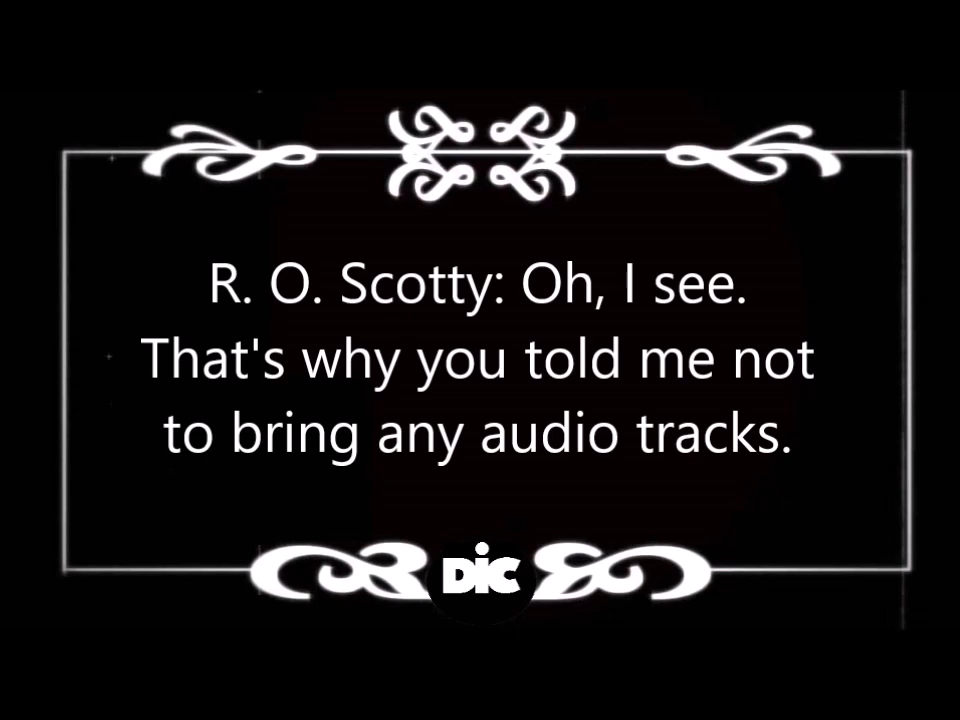 R. O. Scotty: Oh, I see.
That's why you told me not
to bring any audio tracks.
DiC